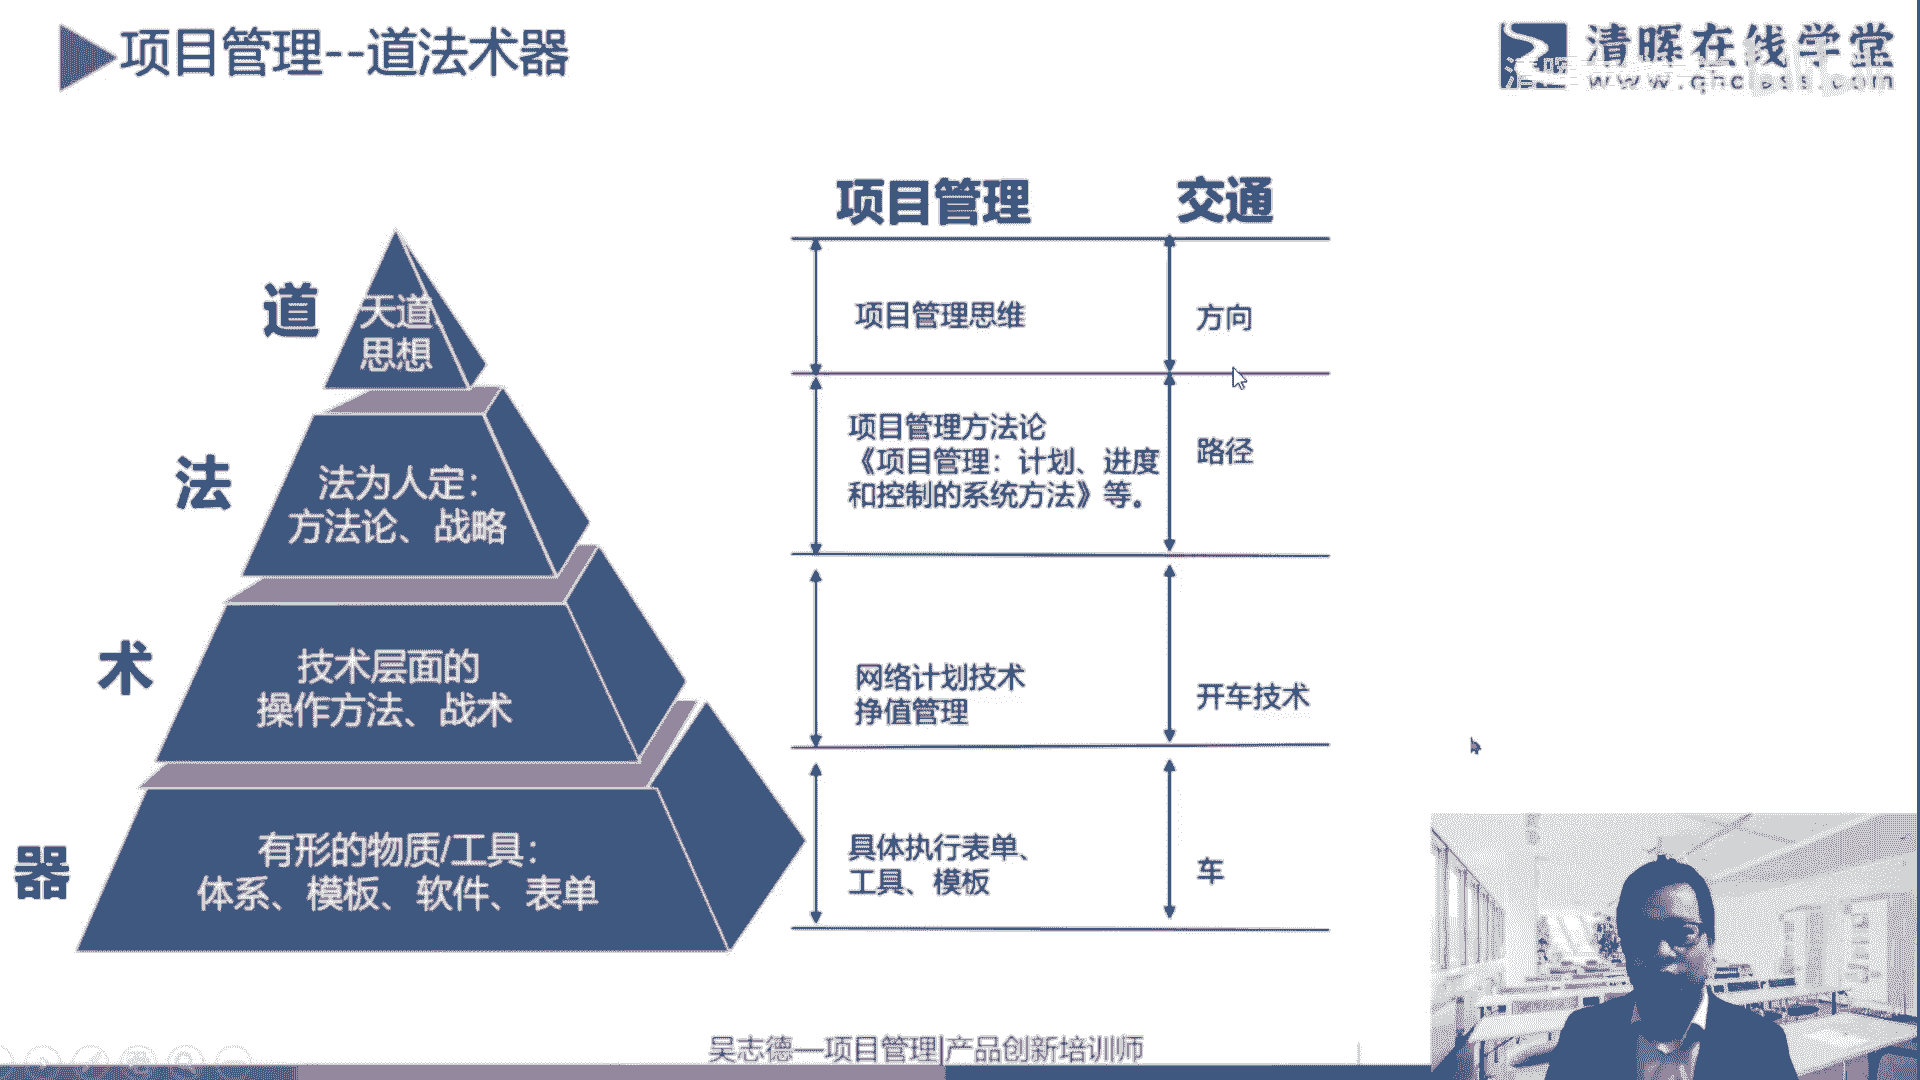 项目管理--道法术器
清晖在线学堂
www.qhclass.com
项目管理
交通
道
天道、
思想
项目管理思维
方向
法
法为人定：
方法论、战略
项目管理方法论
《项目管理：计划、进度
和控制的系统方法》等。
路径
术
技术层面的
操作方法、战术
网络计划技术
挣值管理
开车技术
器
有形的物质/工具：
体系、模板、软件、表单
具体执行表单、
工具、模板
车
吴志德—项目管理|产品创新培训师